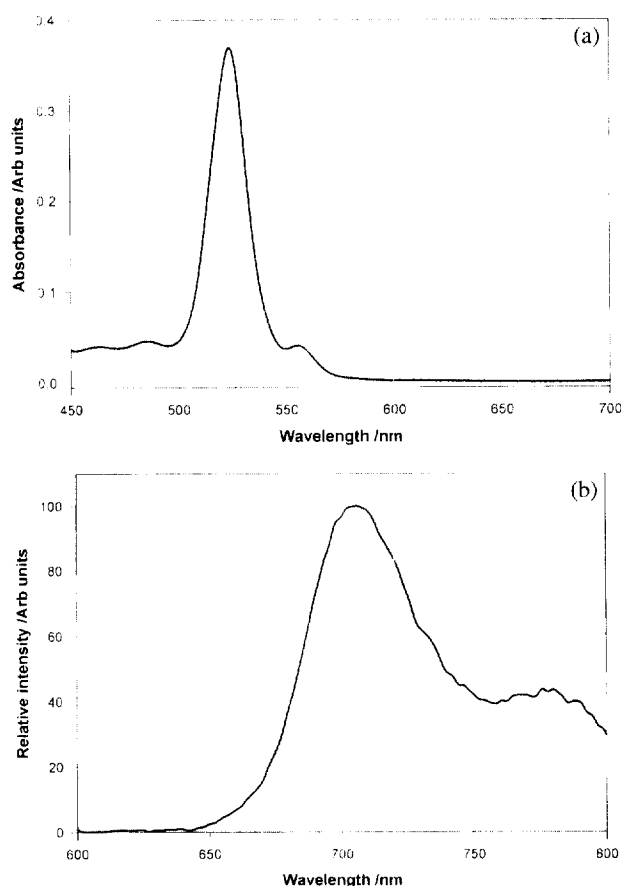 (a)
Absorbance /Arb units
0.4
0.3
0.2
0.1
0.0
450 500 550 600 650 700
Wavelength /nm
(b)
Relative intensity /Arb units
100
80
60
40
20
0
600 650 700 750 800
Wavelength /nm